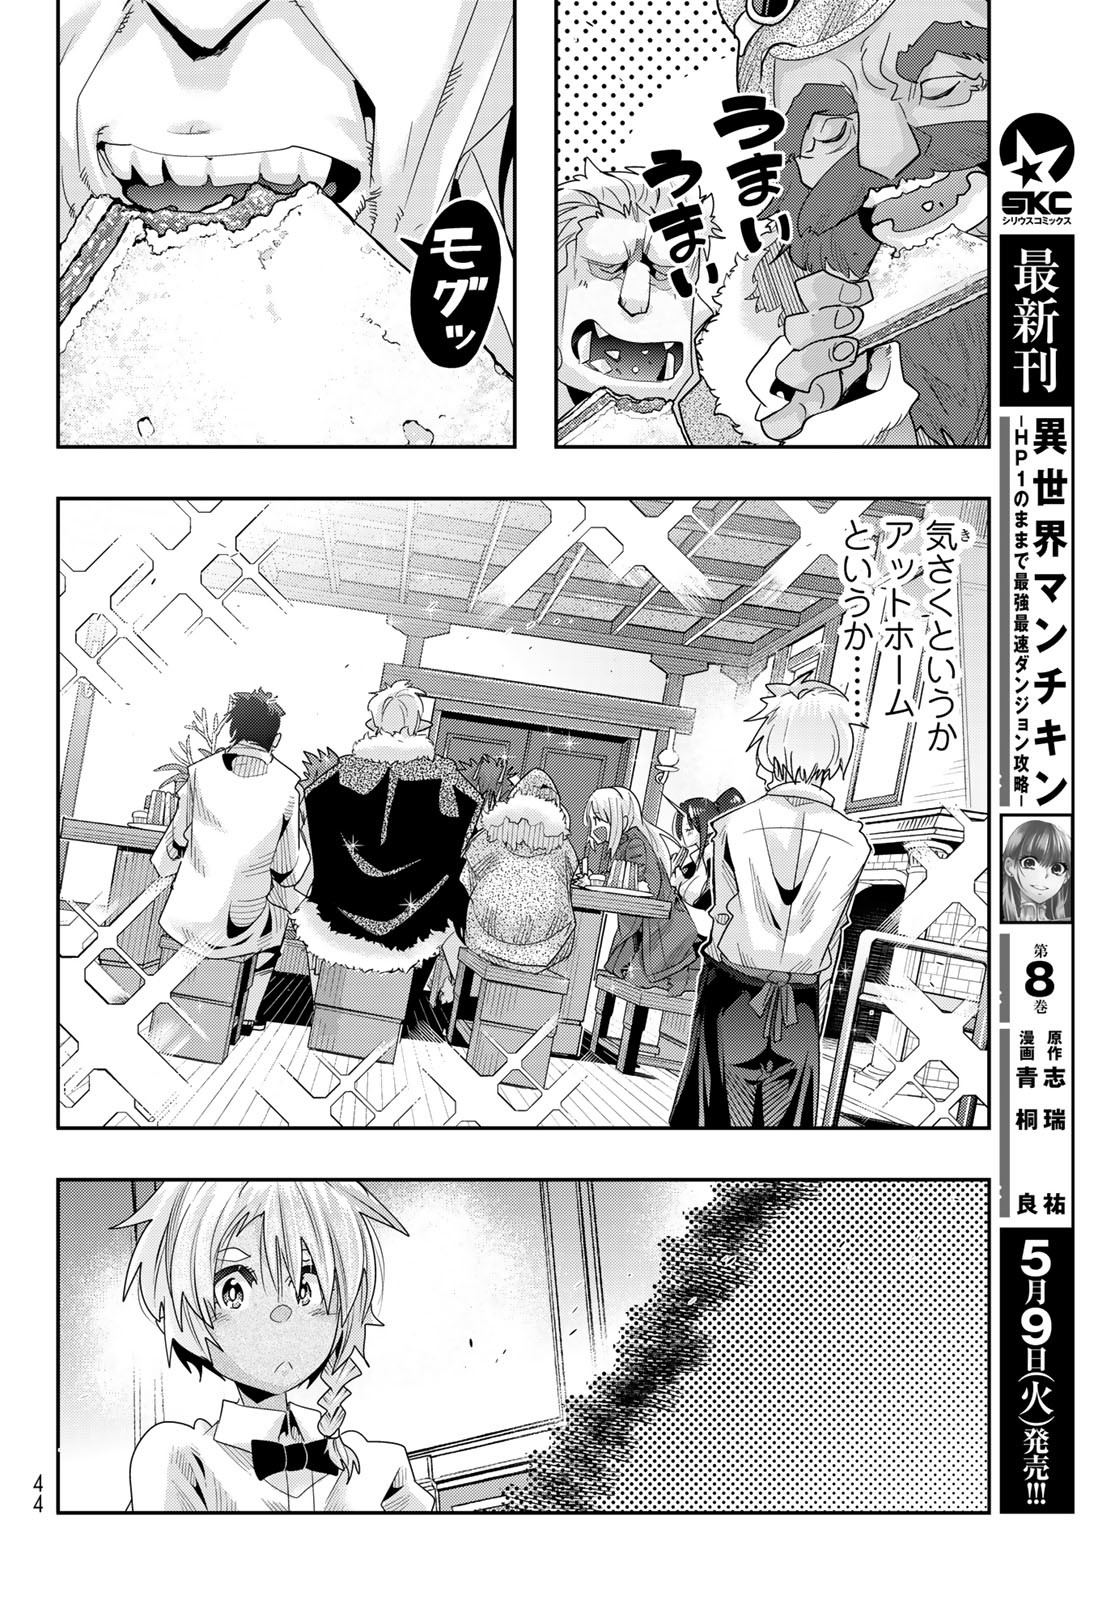 うまい
うまい
モグッ
気さくというか
き
アットホーム
というか……
SKC
シリウスコミックス
最新刊
異世界マンチキン
―HP1のままで最強最速ダンジョン攻略―
第8巻
原作 志瑞祐
漫画 青桐良
5月9日(火)発売!!!
44